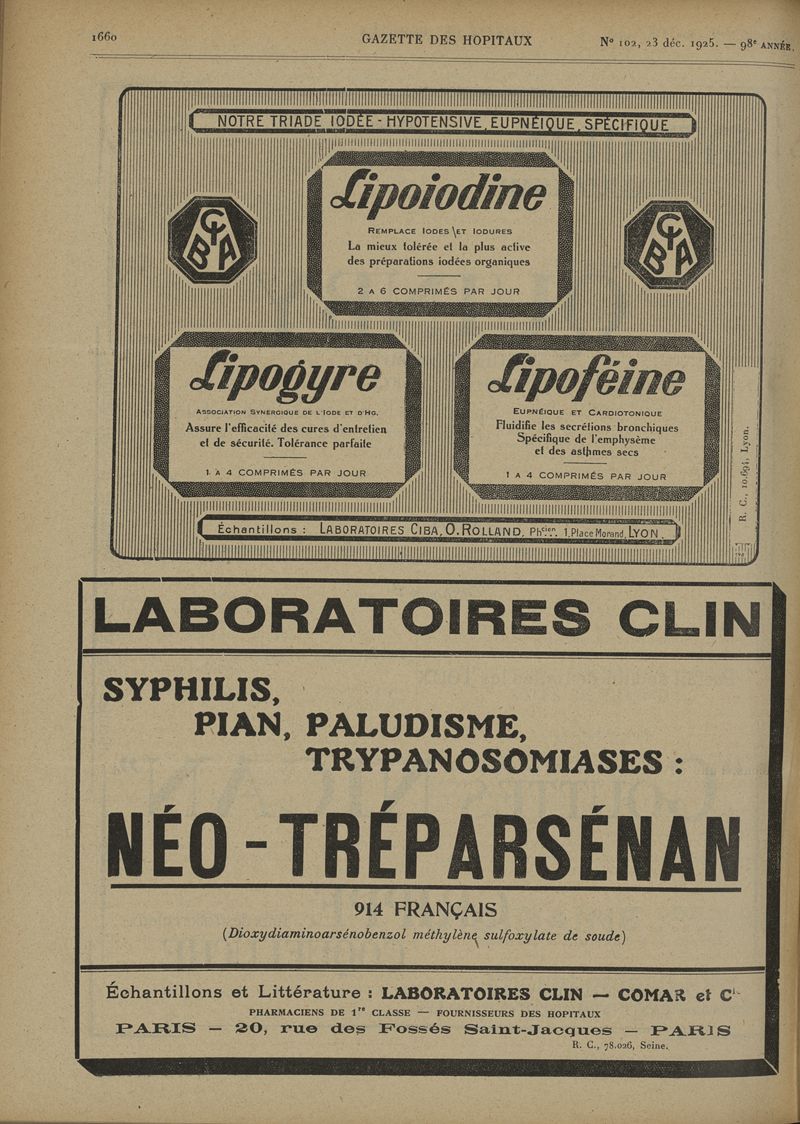 1660
GAZETTE DES HOPITAUX
Nº 102, 23 déc. 1925. — 98e ANNÉE.
NOTRE TRIADE IODÉE - HYPOTENSIVE, EUPNÉIQUE, SPÉCIFIQUE
CIBA
CIBA
Lipoiodine
REMPLACE IODES ET IODURES
La mieux tolérée et la plus active
des préparations iodées organiques
2 A 6 COMPRIMÉS PAR JOUR
Lipogyre
ASSOCIATION SYNERGIQUE DE L'IODE ET D'HG.
Assure l'efficacité des cures d'entretien
et de sécurité. Tolérance parfaite
1 A 4 COMPRIMÉS PAR JOUR
Lipoféine
EUPNÉIQUE ET CARDIOTONIQUE
Fluidifie les secrétions bronchiques
Spécifique de l'emphysème
et des asthmes secs
1 A 4 COMPRIMÉS PAR JOUR
R. C., 10.691, Lyon.
Échantillons : LABORATOIRES CIBA, O. ROLLAND, Phcien. 1, Place Morand, LYON.
LABORATOIRES CLIN
SYPHILIS,
PIAN, PALUDISME,
TRYPANOSOMIASES :
NÉO-TRÉPARSÉNAN
914 FRANÇAIS
(Dioxydiaminoarsénobenzol méthylène sulfoxylate de soude)
Échantillons et Littérature : LABORATOIRES CLIN — COMAR et Cie
PHARMACIENS DE 1re CLASSE — FOURNISSEURS DES HOPITAUX
PARIS — 20, rue des Fossés Saint-Jacques — PARIS
R. C., 78.026, Seine.